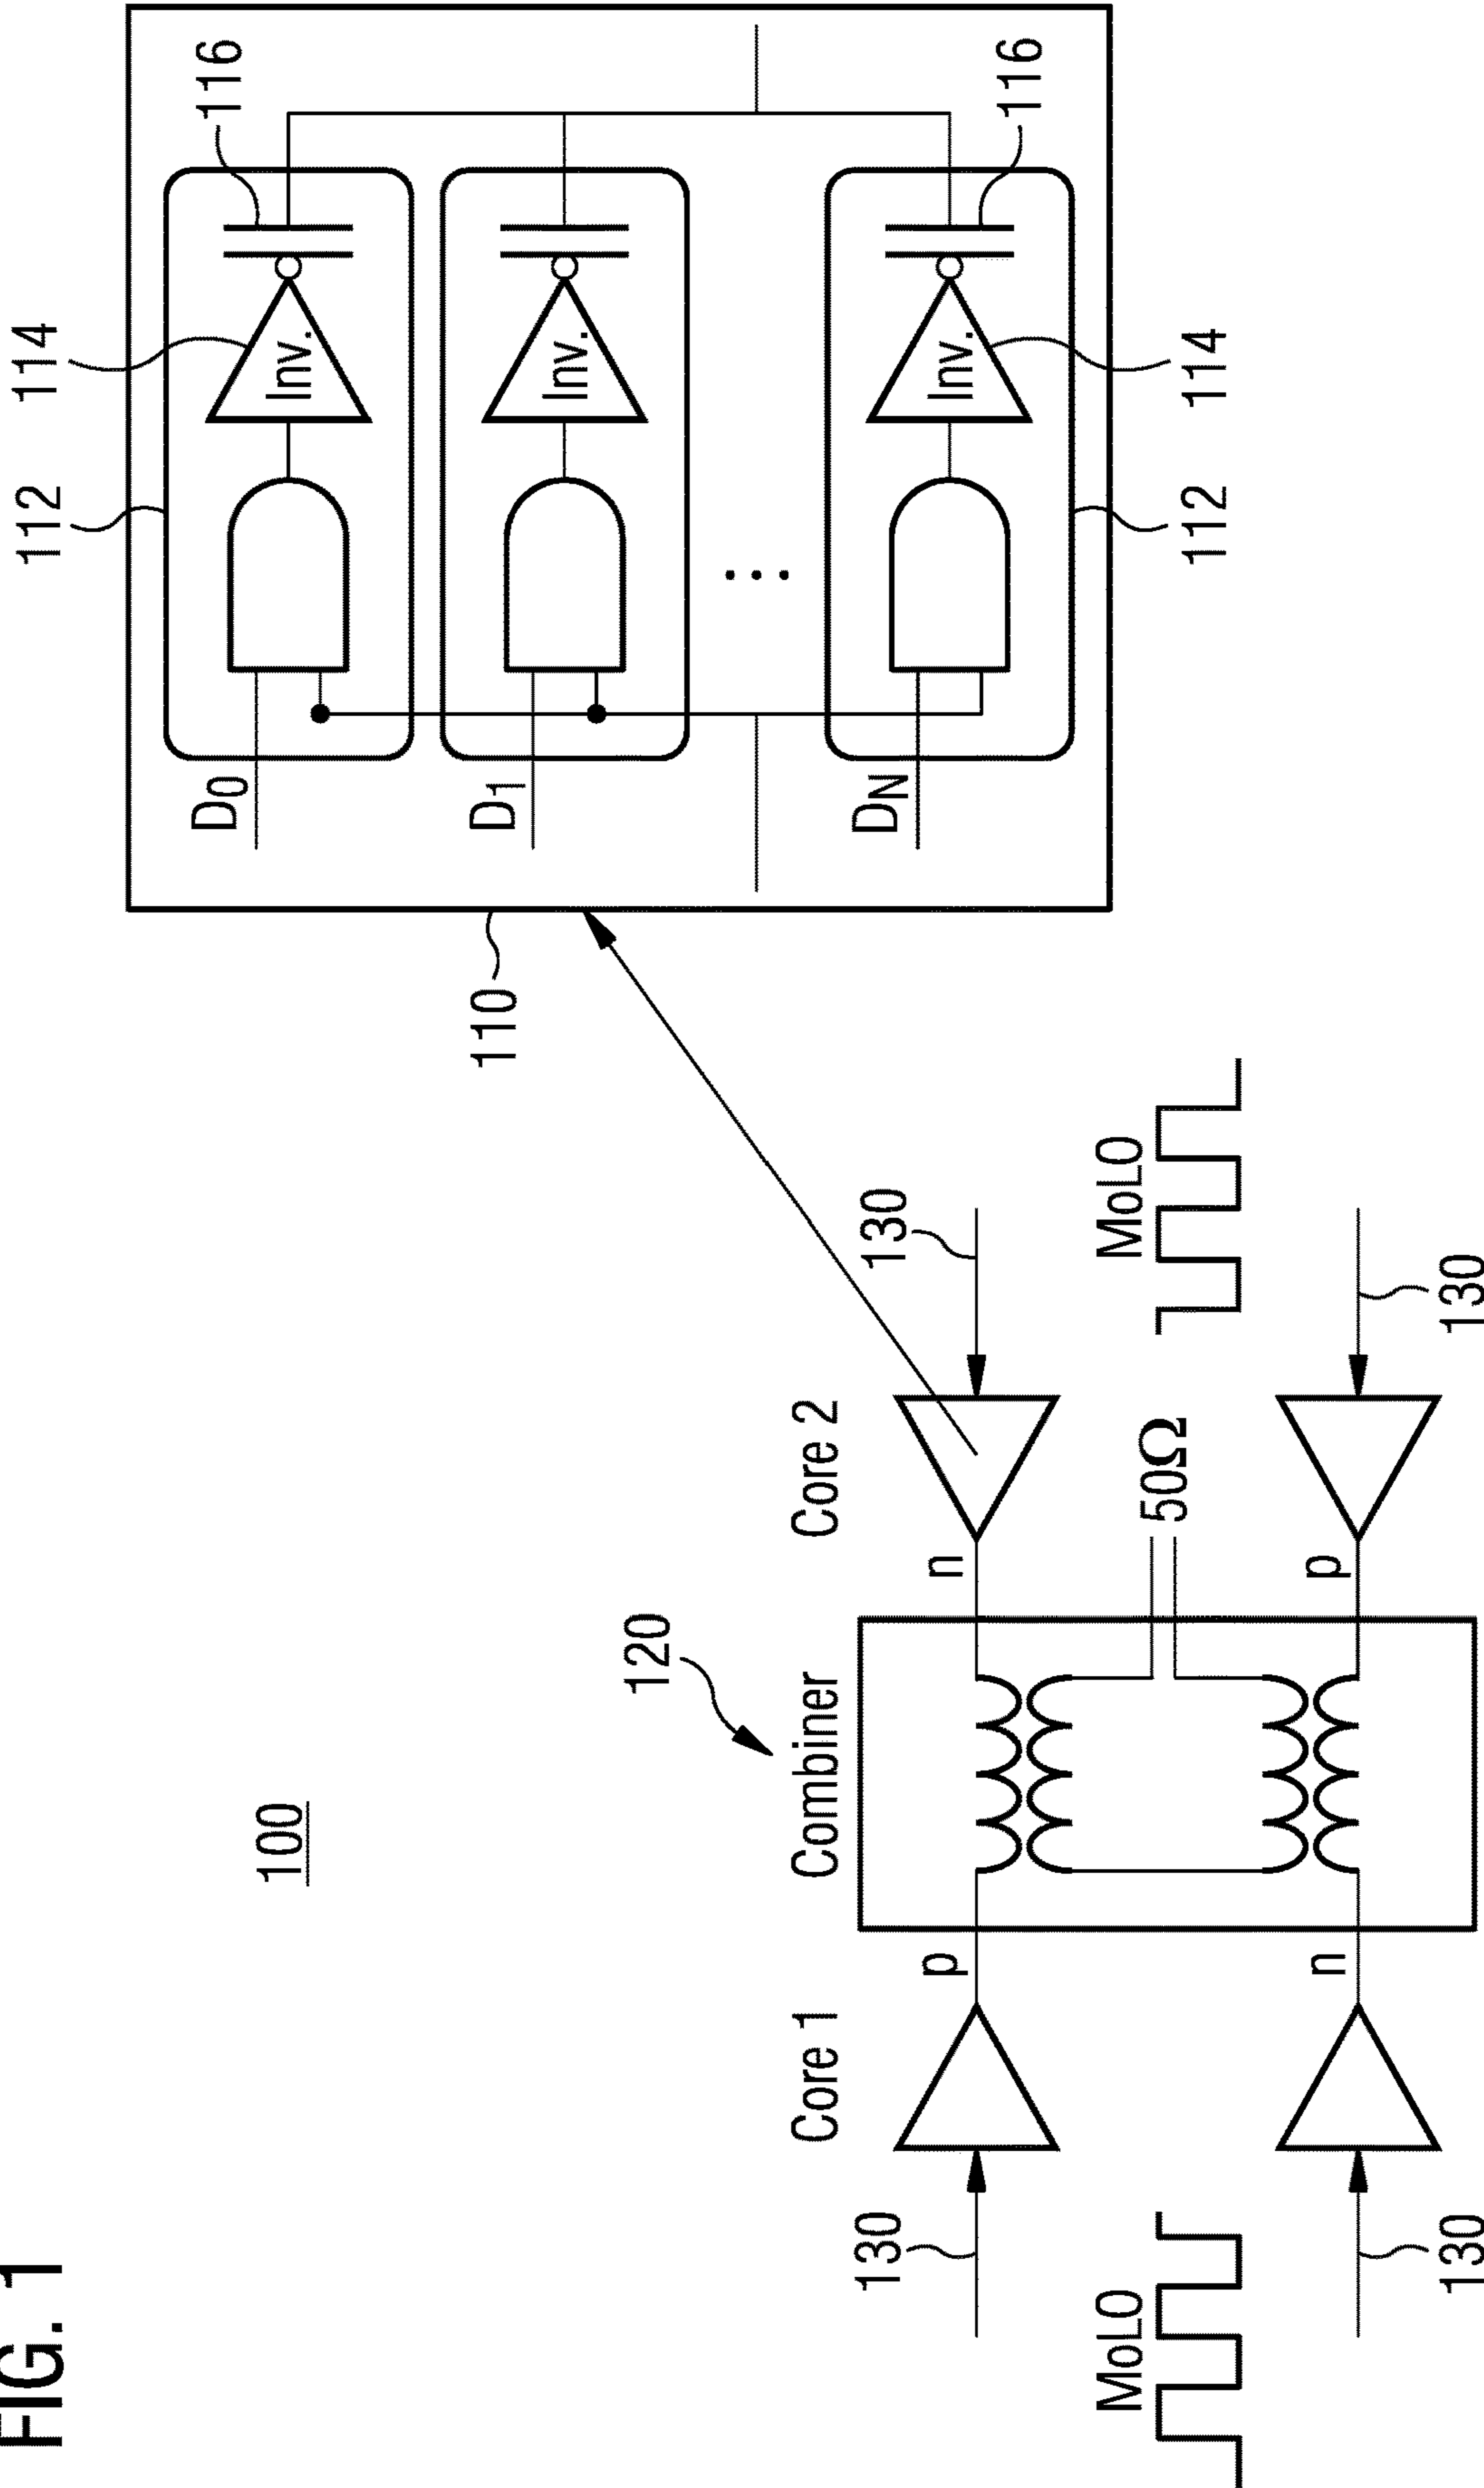 FIG. 1
100
110
112
114
116
D0
Inv.
D1
Inv.
DN
Inv.
112
114
116
120
Core 1
Combiner
Core 2
130
p
n
130
MoLO
50Ω
MoLO
130
n
p
130